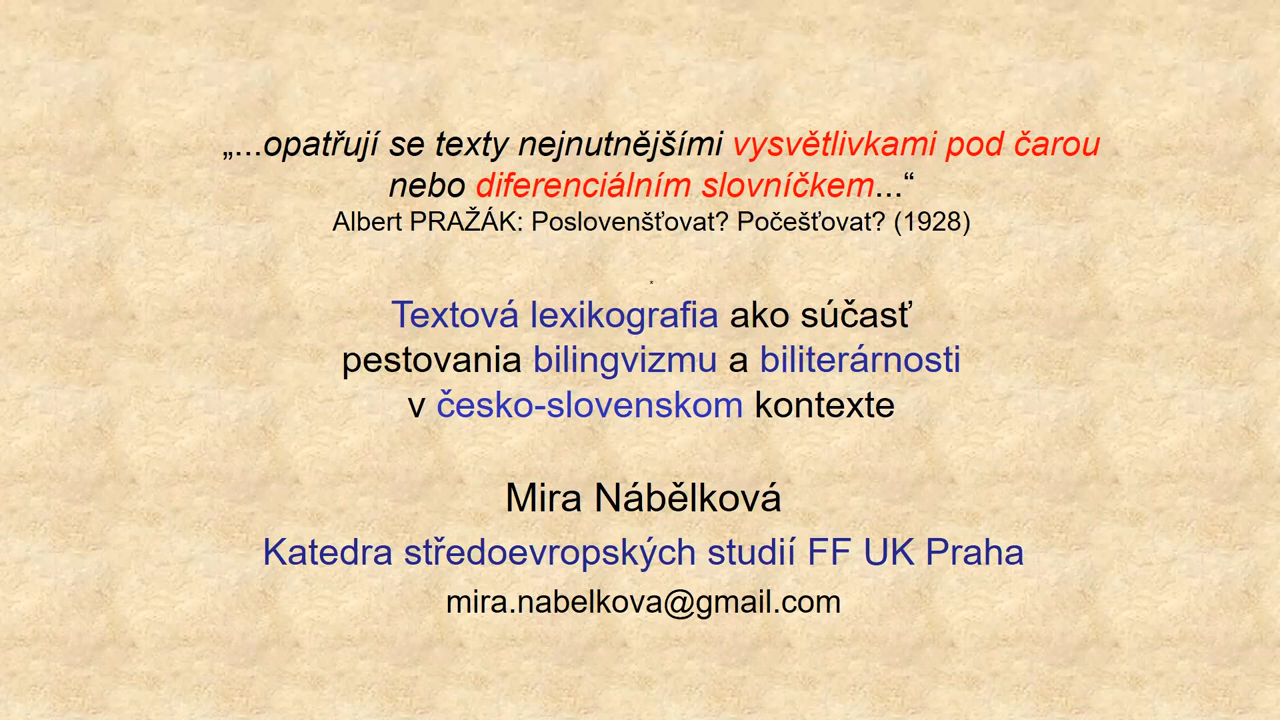 „...opatřují se texty nejnutnějšími vysvětlivkami pod čarou
nebo diferenciálním slovníčkem...“
Albert PRAŽÁK: Poslovenšťovat? Počešťovat? (1928)
*
Textová lexikografia ako súčasť
pestovania bilingvizmu a biliterárnosti
v česko-slovenskom kontexte
Mira Nábělková
Katedra středoevropských studií FF UK Praha
mira.nabelkova@gmail.com